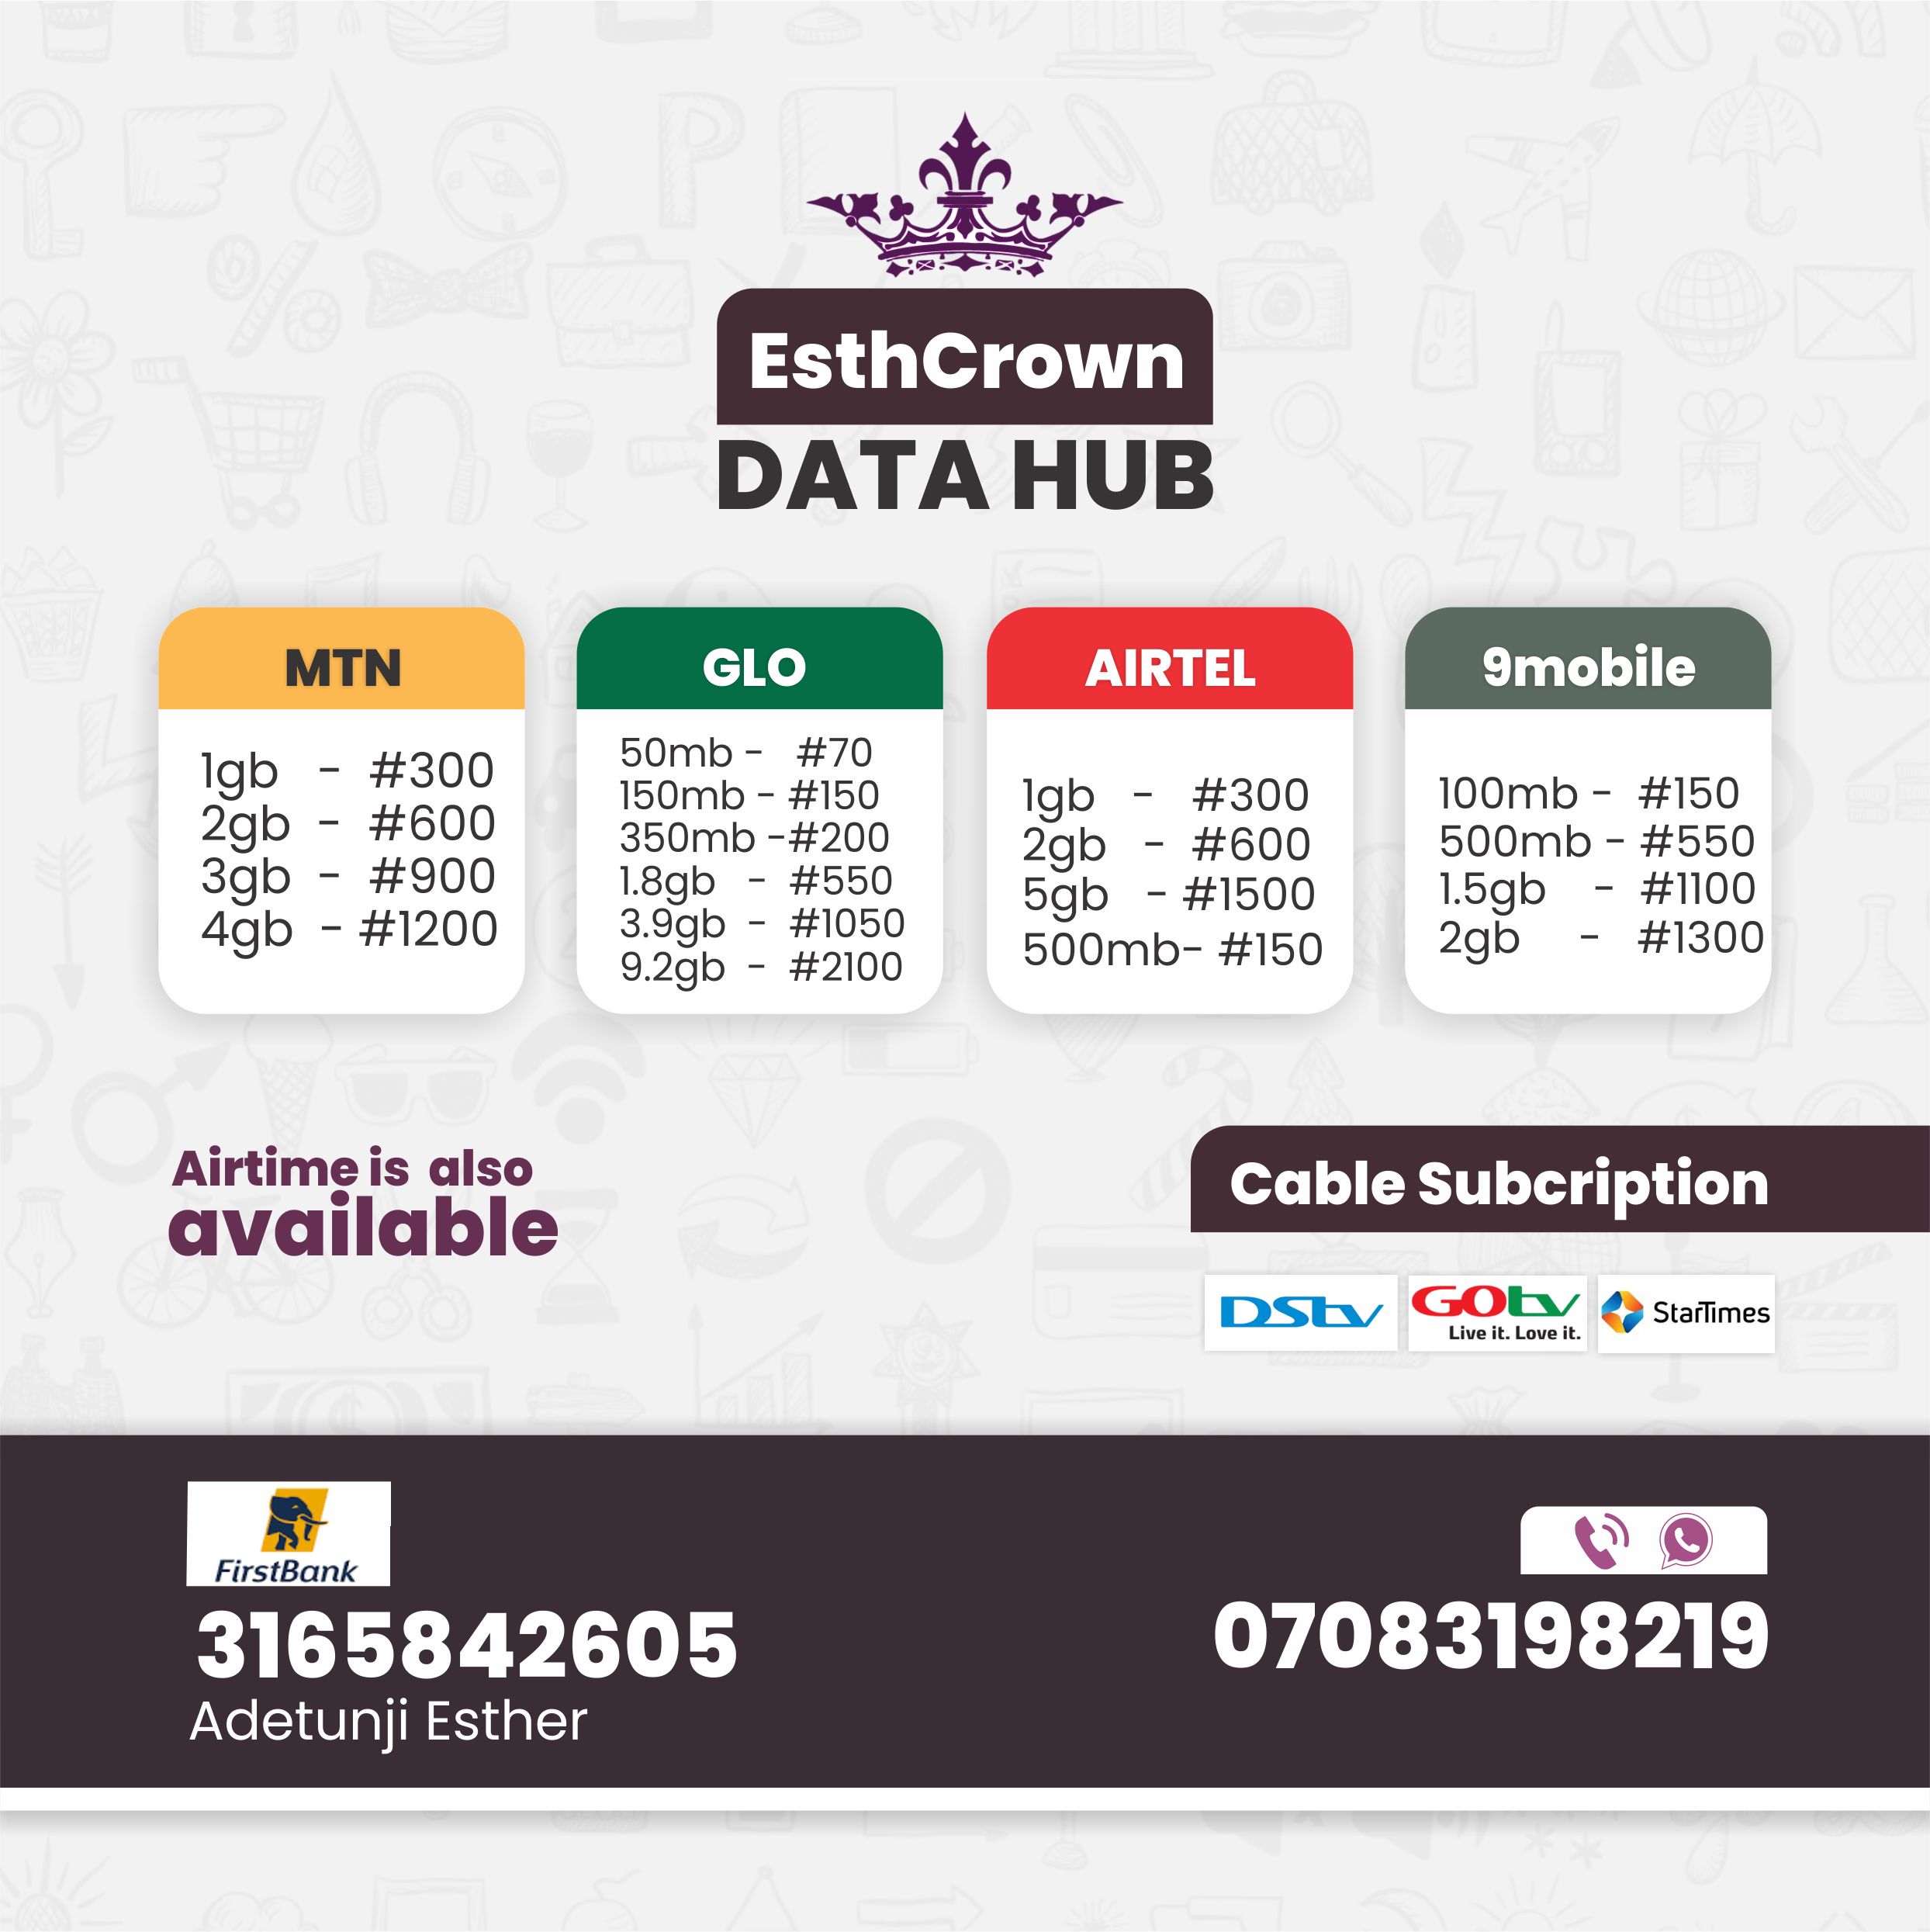 EsthCrown
DATA HUB
MTN
1gb - #300
2gb - #600
3gb - #900
4gb - #1200
GLO
50mb - #70
150mb - #150
350mb -#200
1.8gb - #550
3.9gb - #1050
9.2gb - #2100
AIRTEL
1gb - #300
2gb - #600
5gb - #1500
500mb- #150
9mobile
100mb - #150
500mb - #550
1.5gb - #1100
2gb - #1300
Airtime is also
available
Cable Subcription
DStv
GOtv
Live it. Love it.
StarTimes
FirstBank
3165842605
Adetunji Esther
07083198219